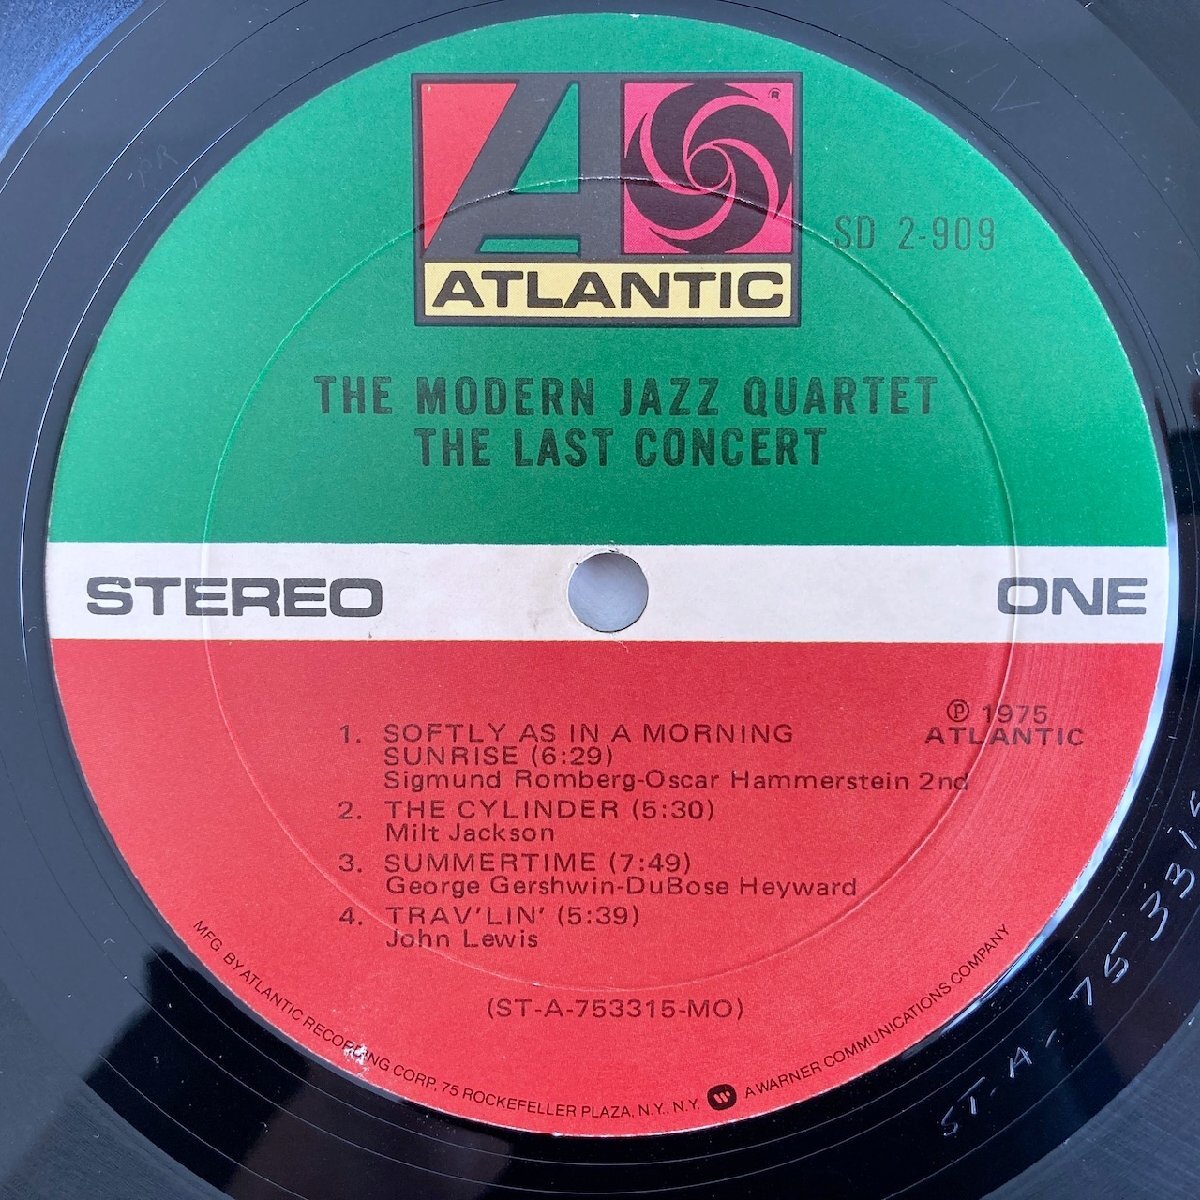 ®
SD 2-909
ATLANTIC
THE MODERN JAZZ QUARTET
THE LAST CONCERT
STEREO
ONE
℗ 1975
ATLANTIC
1. SOFTLY AS IN A MORNING
SUNRISE (6:29)
Sigmund Romberg-Oscar Hammerstein 2nd
2. THE CYLINDER (5:30)
Milt Jackson
3. SUMMERTIME (7:49)
George Gershwin-DuBose Heyward
4. TRAV'LIN' (5:39)
John Lewis
(ST-A-753315-MO)
MFG. BY ATLANTIC RECORDING CORP. 75 ROCKEFELLER PLAZA, N.Y. N.Y. A WARNER COMMUNICATIONS COMPANY
ST-A-753315
PR